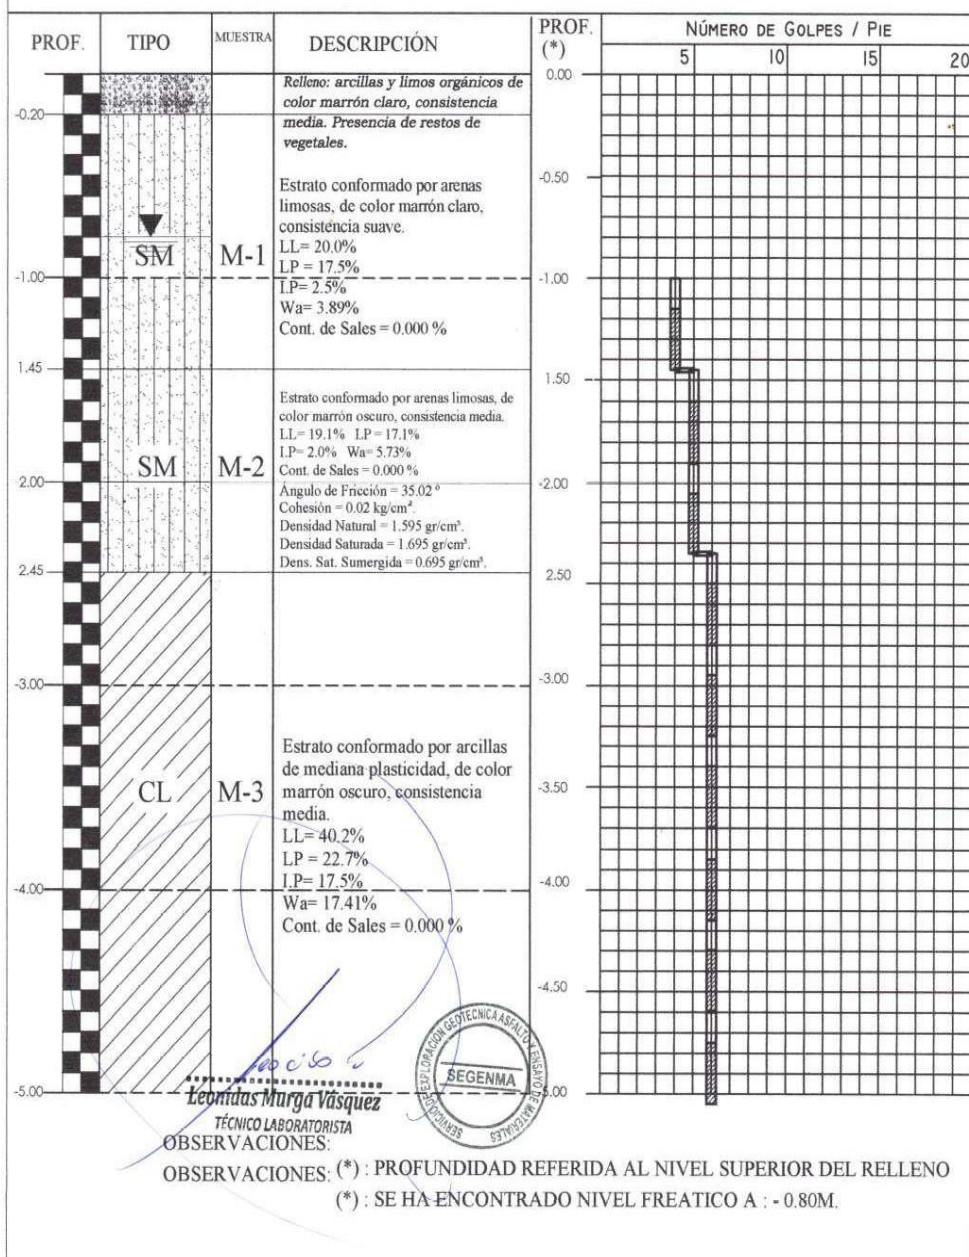 PROF. TIPO MUESTRA DESCRIPCIÓN
PROF. (*)
NÚMERO DE GOLPES / PIE
5 10 15 20
Relleno: arcillas y limos orgánicos de
color marrón claro, consistencia
media. Presencia de restos de
vegetales.
-0.20
Estrato conformado por arenas
limosas, de color marrón claro,
consistencia suave.
LL= 20.0%
LP = 17.5%
I.P= 2.5%
Wa= 3.89%
Cont. de Sales = 0.000 %
SM M-1
-1.00
1.45
Estrato conformado por arenas limosas, de
color marrón oscuro, consistencia media.
LL= 19.1% LP = 17.1%
I.P= 2.0% Wa= 5.73%
Cont. de Sales = 0.000 %
Ángulo de Fricción = 35.02 °
Cohesión = 0.02 kg/cm².
Densidad Natural = 1.595 gr/cm³.
Densidad Saturada = 1.695 gr/cm³.
Dens. Sat. Sumergida = 0.695 gr/cm³.
SM M-2
2.00
2.45
-3.00
Estrato conformado por arcillas
de mediana plasticidad, de color
marrón oscuro, consistencia
media.
LL= 40.2%
LP = 22.7%
I.P= 17.5%
Wa= 17.41%
Cont. de Sales = 0.000 %
CL M-3
-4.00
-5.00
0.00
-0.50
-1.00
1.50
-2.00
2.50
-3.00
-3.50
-4.00
-4.50
5.00
Leonidas Murga Vásquez
TÉCNICO LABORATORISTA
SERVICIO DE EXPLORACION GEOTECNICA ASFALTO Y ENSAYO DE MATERIALES
SEGENMA
OBSERVACIONES:
OBSERVACIONES: (*) : PROFUNDIDAD REFERIDA AL NIVEL SUPERIOR DEL RELLENO
(*) : SE HA ENCONTRADO NIVEL FREATICO A : - 0.80M.